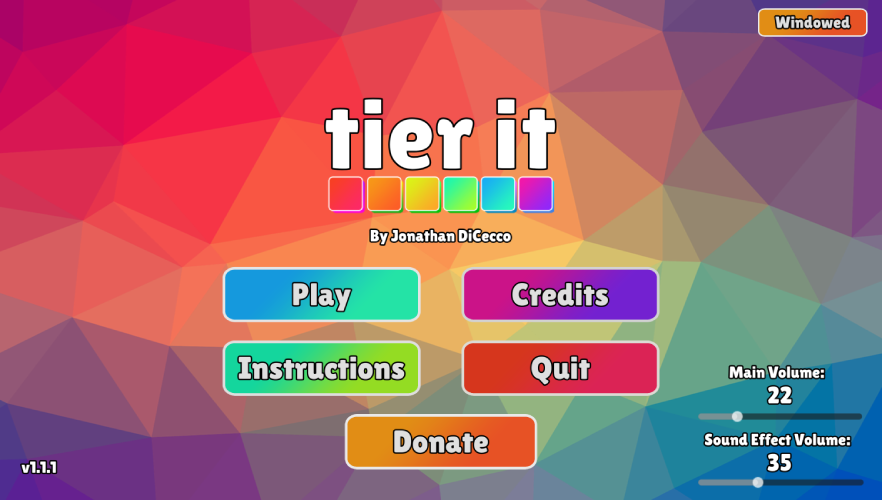 Windowed
tier it
By Jonathan DiCecco
Play
Credits
Instructions
Quit
Donate
Main Volume:
22
Sound Effect Volume:
35
v1.1.1